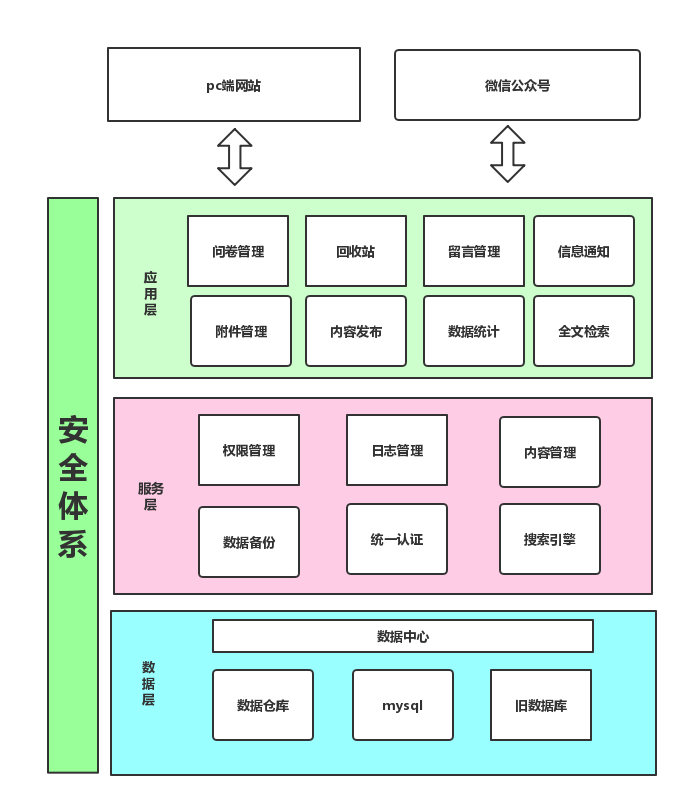 pc端网站
微信公众号
安
全
体
系
应
用
层
问卷管理
回收站
留言管理
信息通知
附件管理
内容发布
数据统计
全文检索
服务
层
权限管理
日志管理
内容管理
数据备份
统一认证
搜索引擎
数
据
层
数据中心
数据仓库
mysql
旧数据库